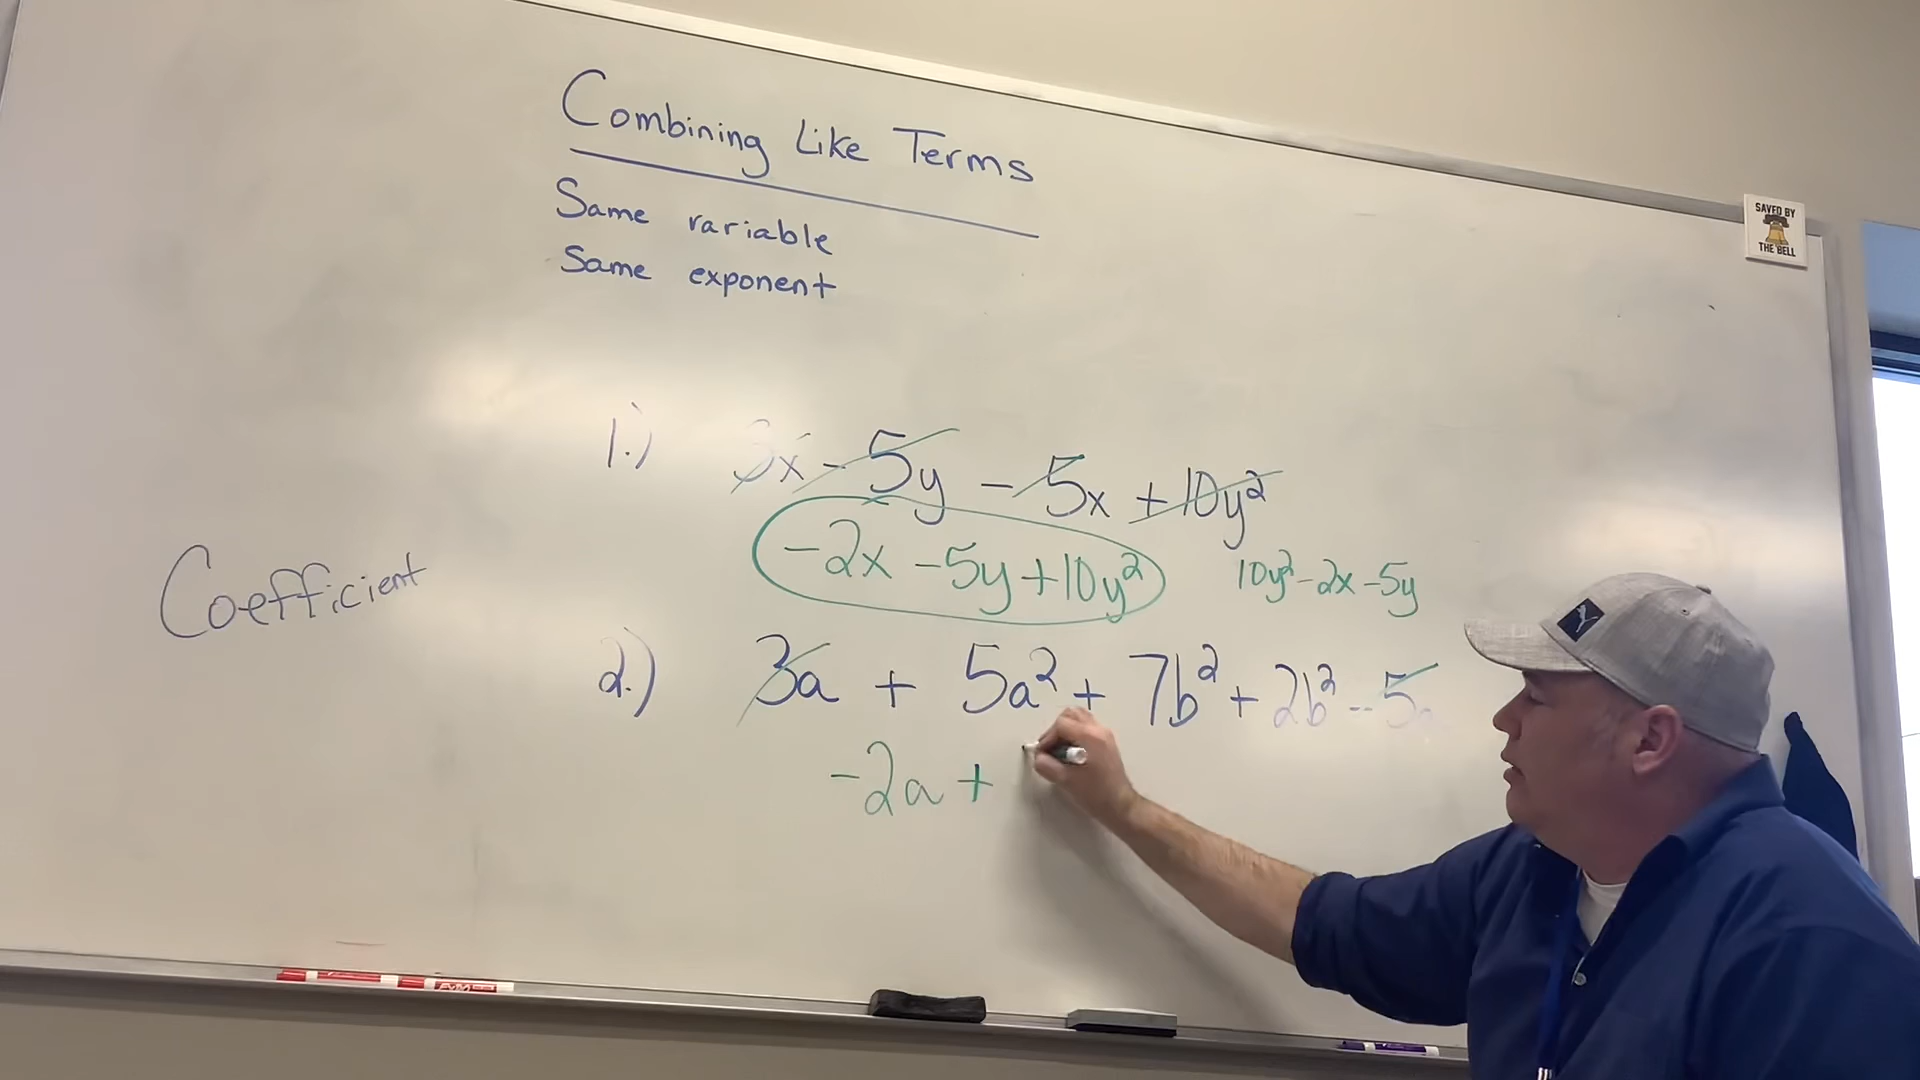 Combining Like Terms
Same variable
Same exponent
SAVED BY
THE BELL
1.) 3x - 5y - 5x + 10y²
-2x - 5y + 10y² 10y² - 2x - 5y
Coefficient
2.) 3a + 5a² + 7b² + 2b² - 5a
-2a +
EXPO